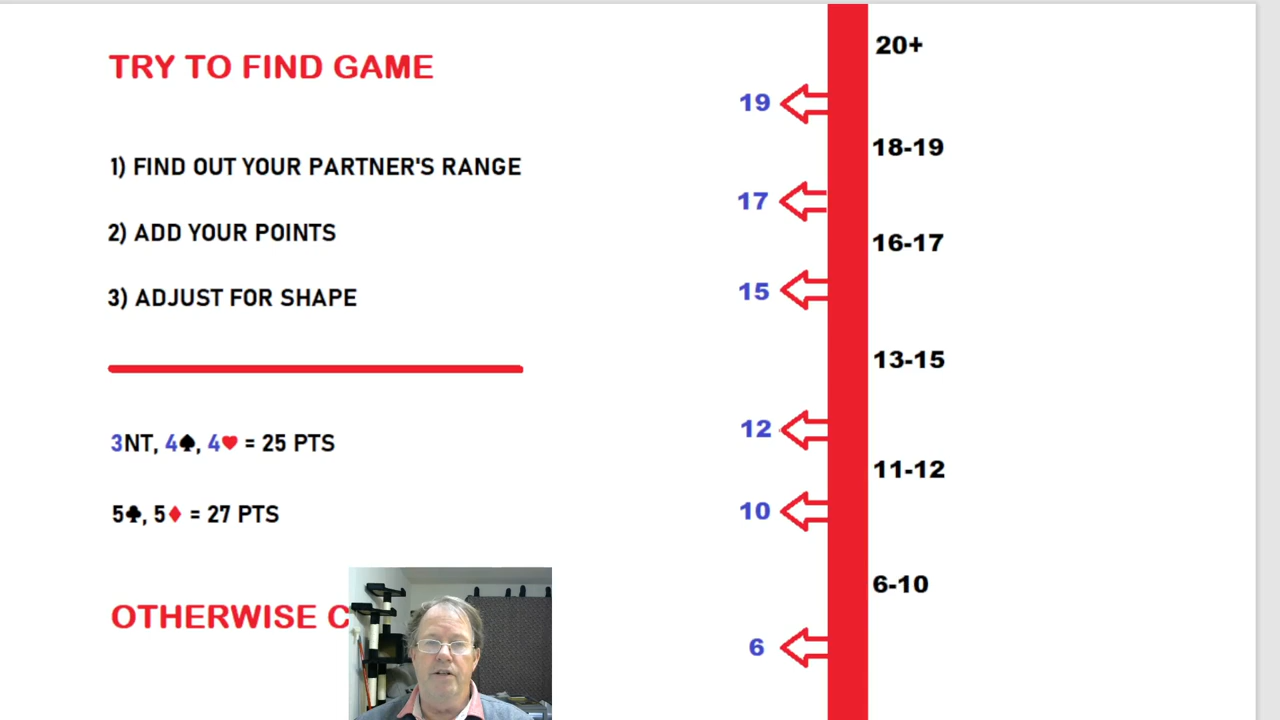 TRY TO FIND GAME
1) FIND OUT YOUR PARTNER'S RANGE
2) ADD YOUR POINTS
3) ADJUST FOR SHAPE
3NT, 4♠, 4♥ = 25 PTS
5♣, 5♦ = 27 PTS
OTHERWISE C
20+
19
18-19
17
16-17
15
13-15
12
11-12
10
6-10
6